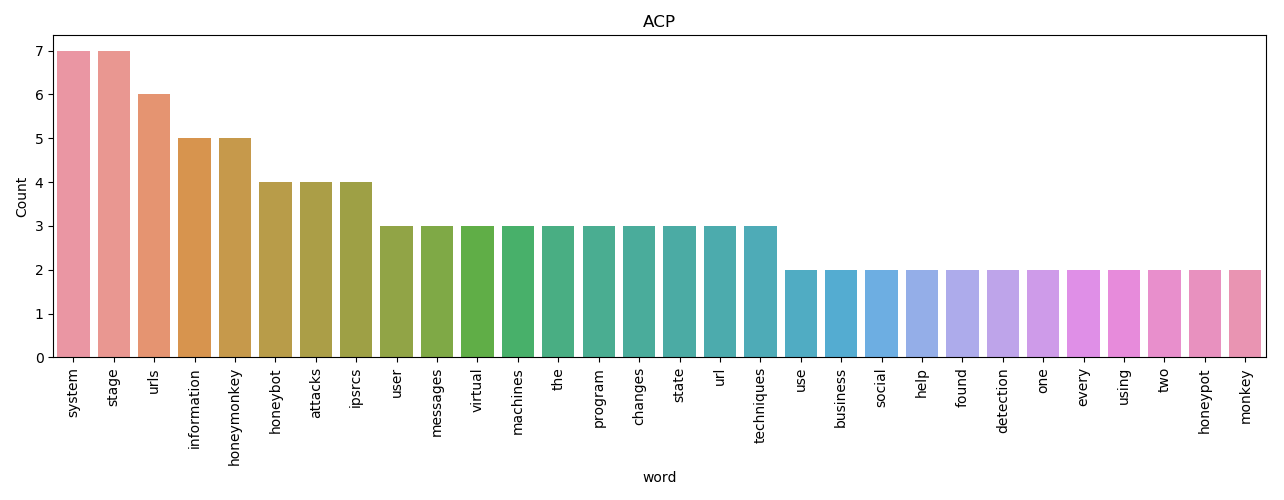 ACP
Count
7
6
5
4
3
2
1
0
system
stage
urls
information
honeymonkey
honeybot
attacks
ipsrcs
user
messages
virtual
machines
the
program
changes
state
url
techniques
use
business
social
help
found
detection
one
every
using
two
honeypot
monkey
word